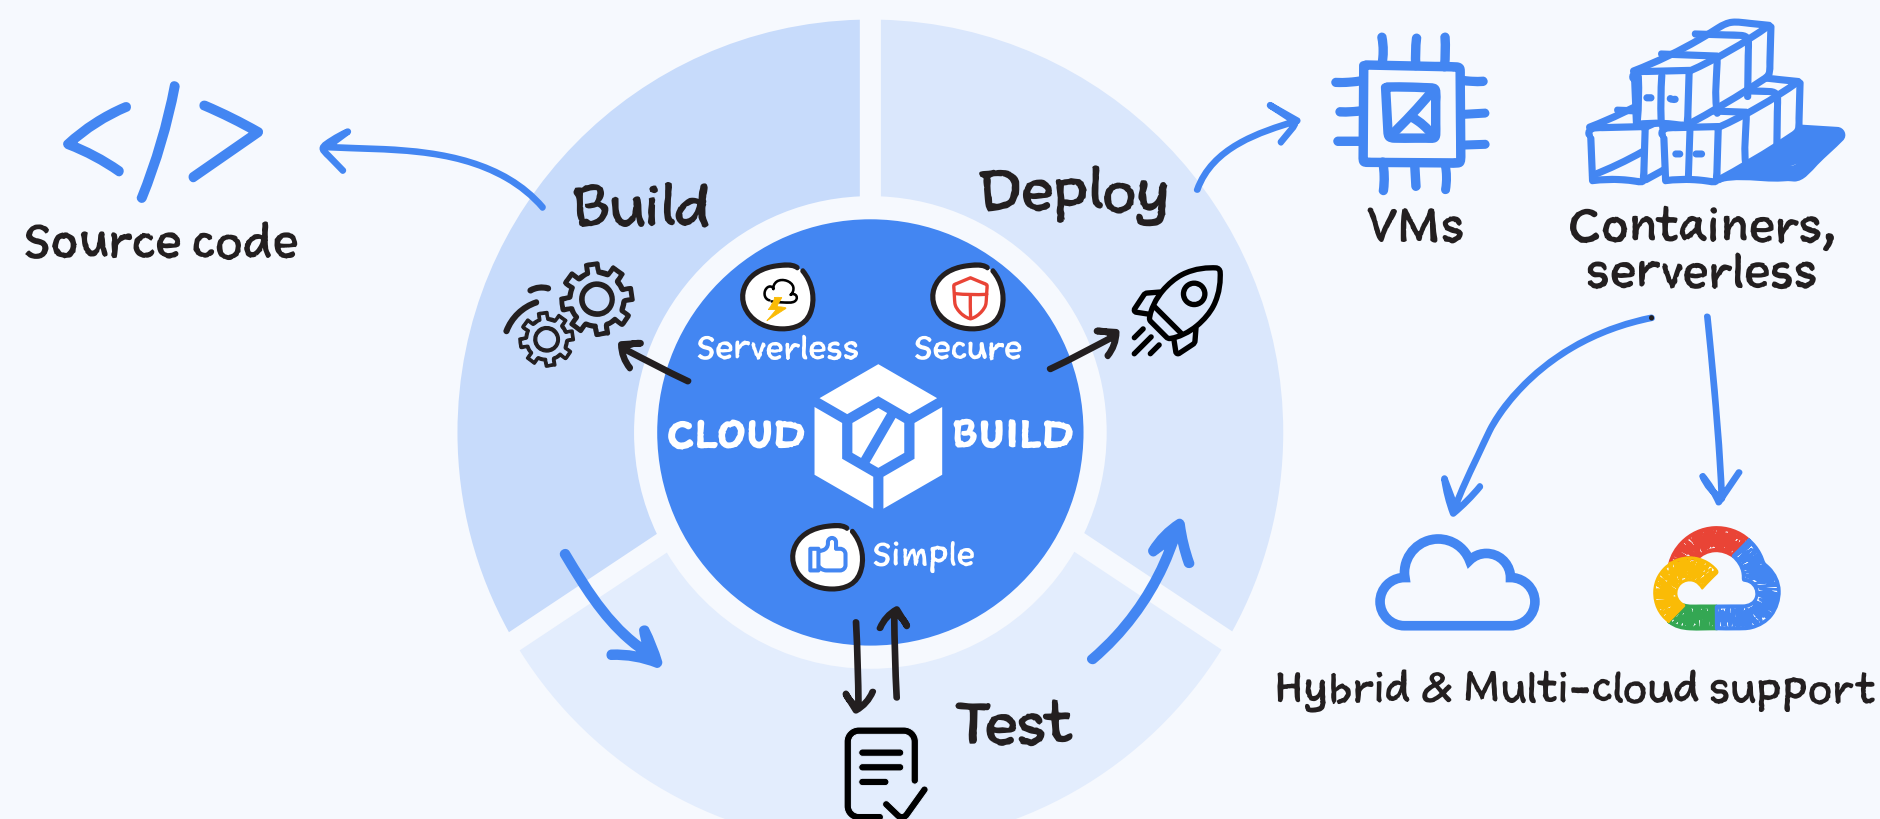 Source code
Build
Deploy
VMs
Containers,
serverless
Serverless
Secure
CLOUD BUILD
Simple
Test
Hybrid & Multi-cloud support